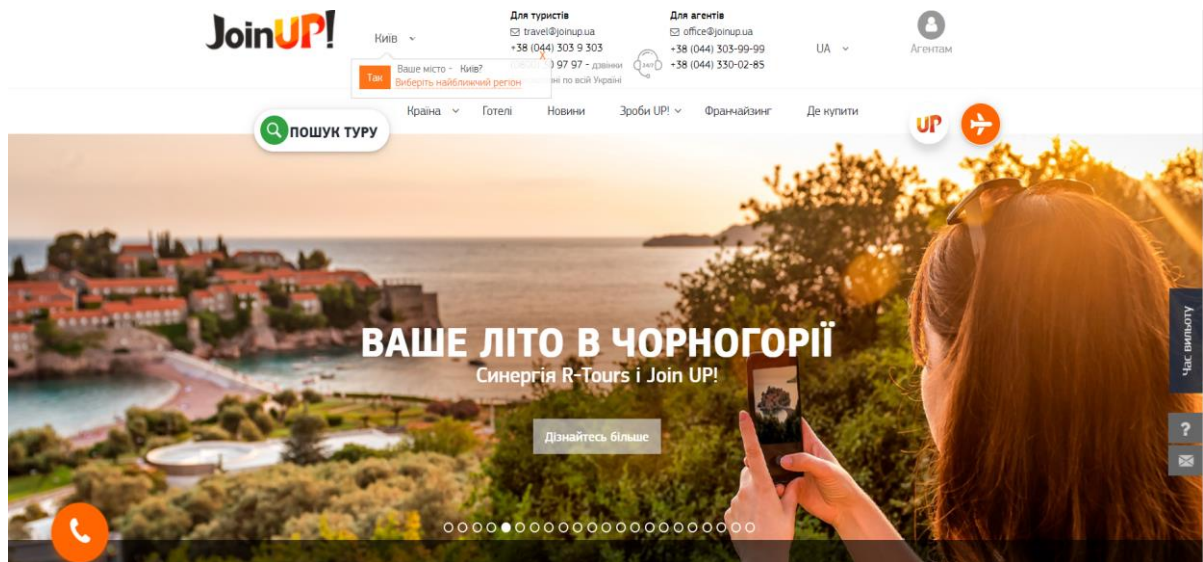 JoinUP!
Київ
Для туристів
travel@joinup.ua
+38 (044) 303 9 303
97 97 - дзвінки
по всій Україні
24/7
Для агентів
office@joinup.ua
+38 (044) 303-99-99
+38 (044) 330-02-85
UA
Агентам
X
Так
Ваше місто - Київ?
Виберіть найближчий регіон
ПОШУК ТУРУ
Країна
Готелі
Новини
Зроби UP!
Франчайзинг
Де купити
UP
ВАШЕ ЛІТО В ЧОРНОГОРІЇ
Синергія R-Tours і Join UP!
Дізнайтесь більше
Час вильоту
?